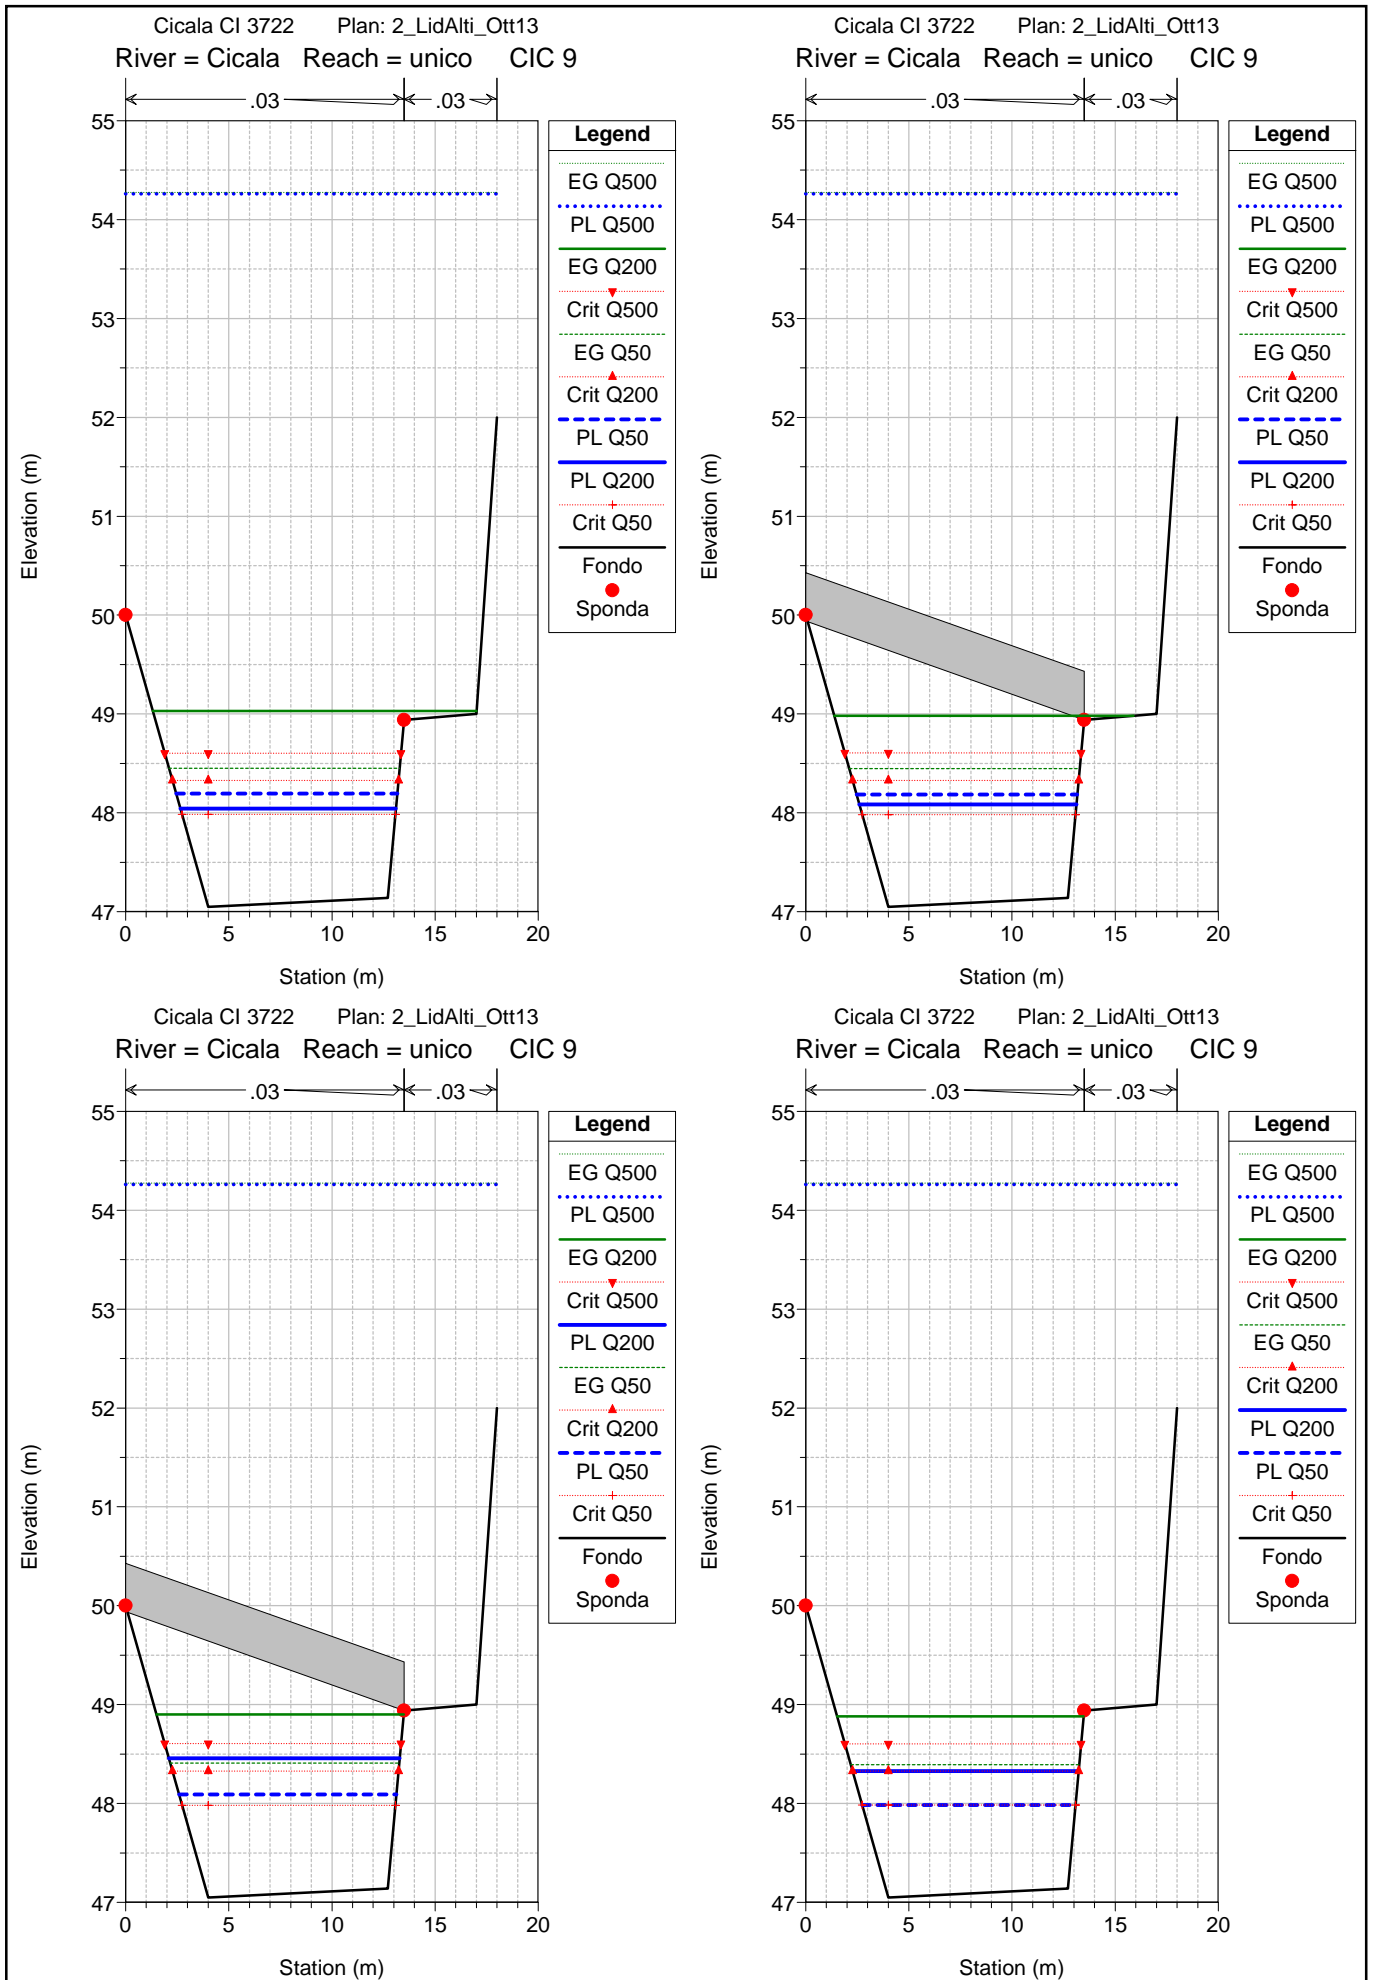 Cicala CI 3722 Plan: 2_LidAlti_Ott13
River = Cicala Reach = unico CIC 9
.03 .03
55
54
53
52
51
50
49
48
47
Elevation (m)
0 5 10 15 20
Station (m)
Legend
EG Q500
PL Q500
EG Q200
Crit Q500
EG Q50
Crit Q200
PL Q50
PL Q200
Crit Q50
Fondo
Sponda
Cicala CI 3722 Plan: 2_LidAlti_Ott13
River = Cicala Reach = unico CIC 9
.03 .03
55
54
53
52
51
50
49
48
47
Elevation (m)
0 5 10 15 20
Station (m)
Legend
EG Q500
PL Q500
EG Q200
Crit Q500
EG Q50
Crit Q200
PL Q50
PL Q200
Crit Q50
Fondo
Sponda
Cicala CI 3722 Plan: 2_LidAlti_Ott13
River = Cicala Reach = unico CIC 9
.03 .03
55
54
53
52
51
50
49
48
47
Elevation (m)
0 5 10 15 20
Station (m)
Legend
EG Q500
PL Q500
EG Q200
Crit Q500
PL Q200
EG Q50
Crit Q200
PL Q50
Crit Q50
Fondo
Sponda
Cicala CI 3722 Plan: 2_LidAlti_Ott13
River = Cicala Reach = unico CIC 9
.03 .03
55
54
53
52
51
50
49
48
47
Elevation (m)
0 5 10 15 20
Station (m)
Legend
EG Q500
PL Q500
EG Q200
Crit Q500
EG Q50
Crit Q200
PL Q200
PL Q50
Crit Q50
Fondo
Sponda